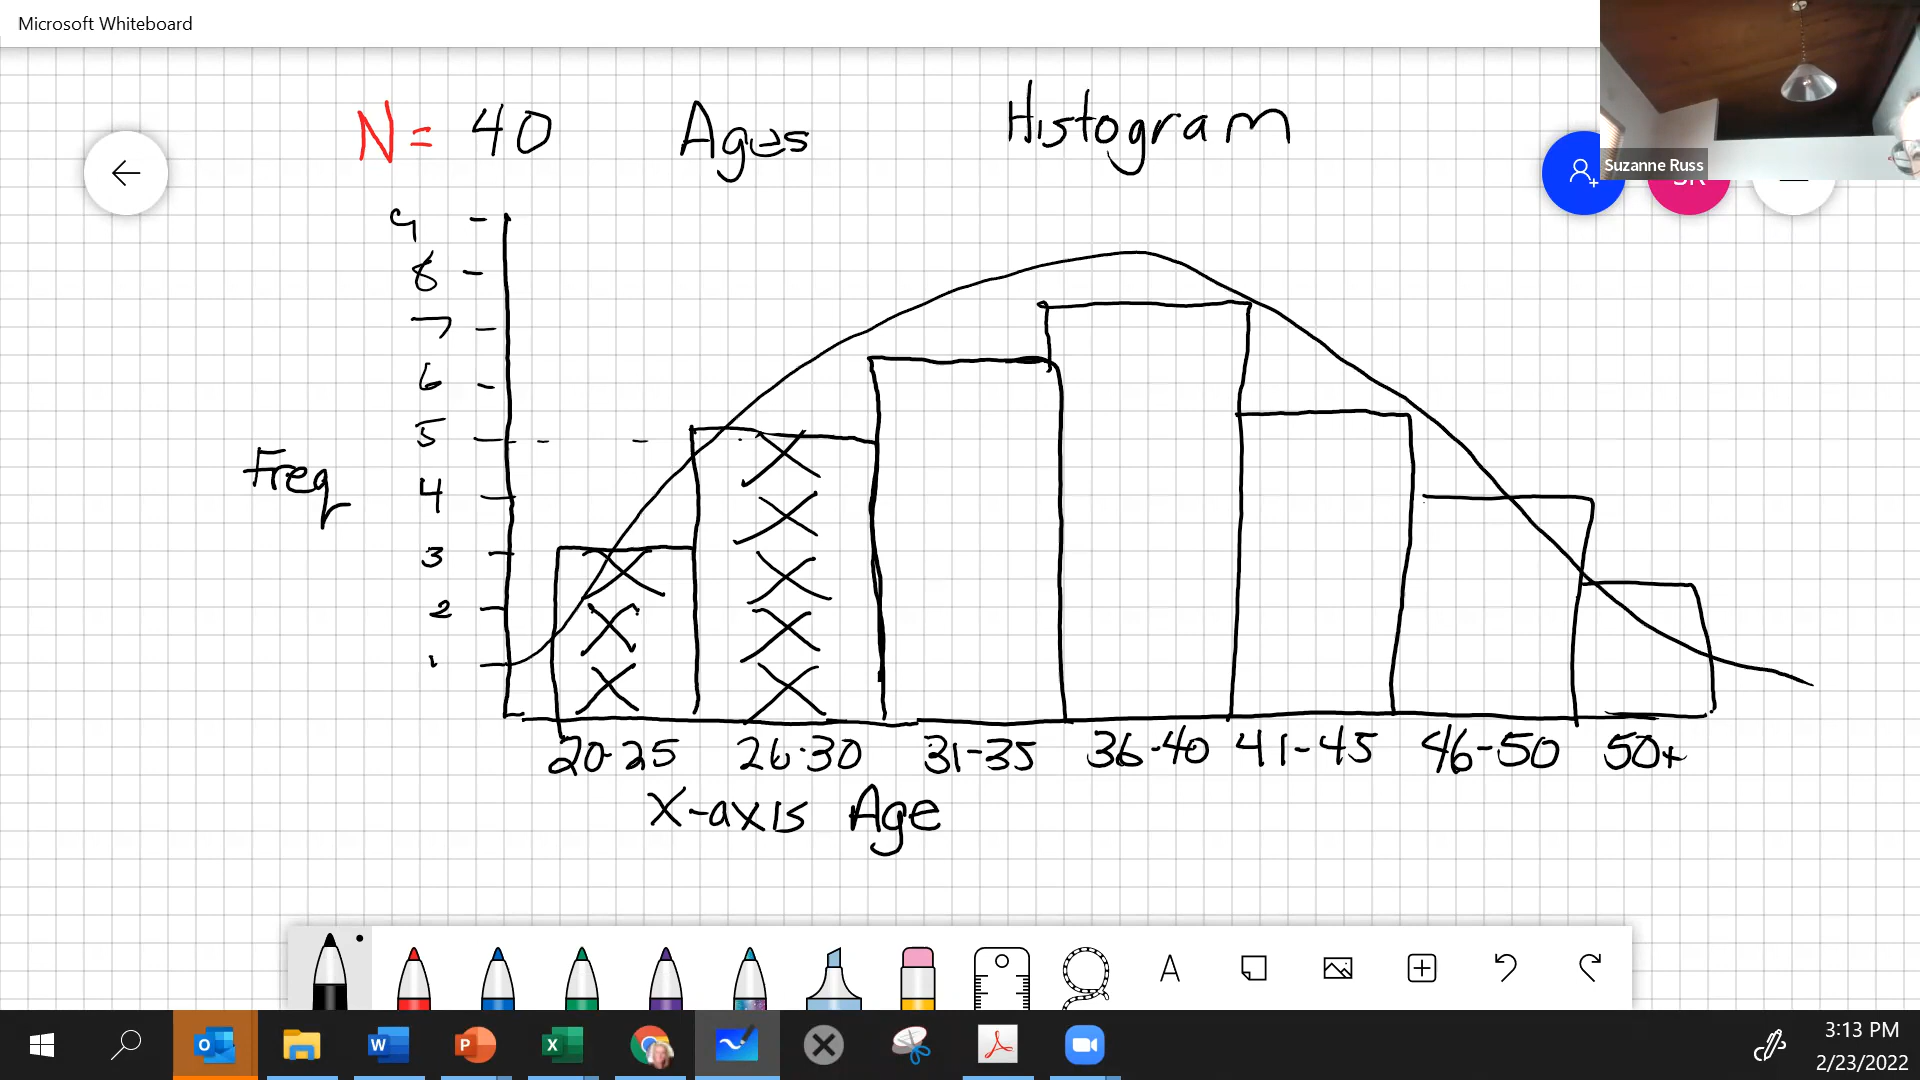 Microsoft Whiteboard
N= 40 Ages Histogram
Suzanne Russ
SR
9
8
7
6
5
Freq
4
3
2
1
20-25 26-30 31-35 36-40 41-45 46-50 50+
X-axis Age
A
3:13 PM
2/23/2022